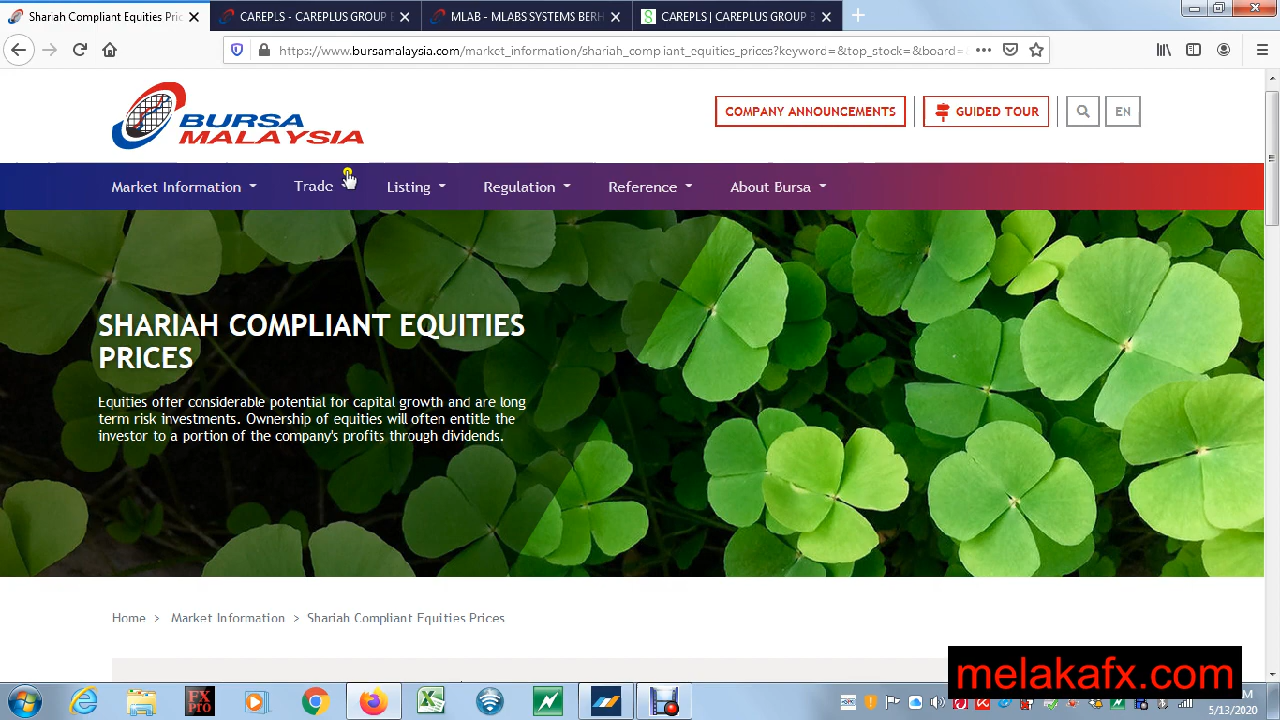 Shariah Compliant Equities Pri
CAREPLS - CAREPLUS GROUP
MLAB - MLABS SYSTEMS BERH
CAREPLS | CAREPLUS GROUP B
https://www.bursamalaysia.com/market_information/shariah_compliant_equities_prices?keyword=&top_stock=&board=
BURSA
MALAYSIA
COMPANY ANNOUNCEMENTS
GUIDED TOUR
EN
Market Information
Trade
Listing
Regulation
Reference
About Bursa
SHARIAH COMPLIANT EQUITIES
PRICES
Equities offer considerable potential for capital growth and are long
term risk investments. Ownership of equities will often entitle the
investor to a portion of the company's profits through dividends.
Home > Market Information > Shariah Compliant Equities Prices
melakafx.com
FX
PRO
M
5/13/2020